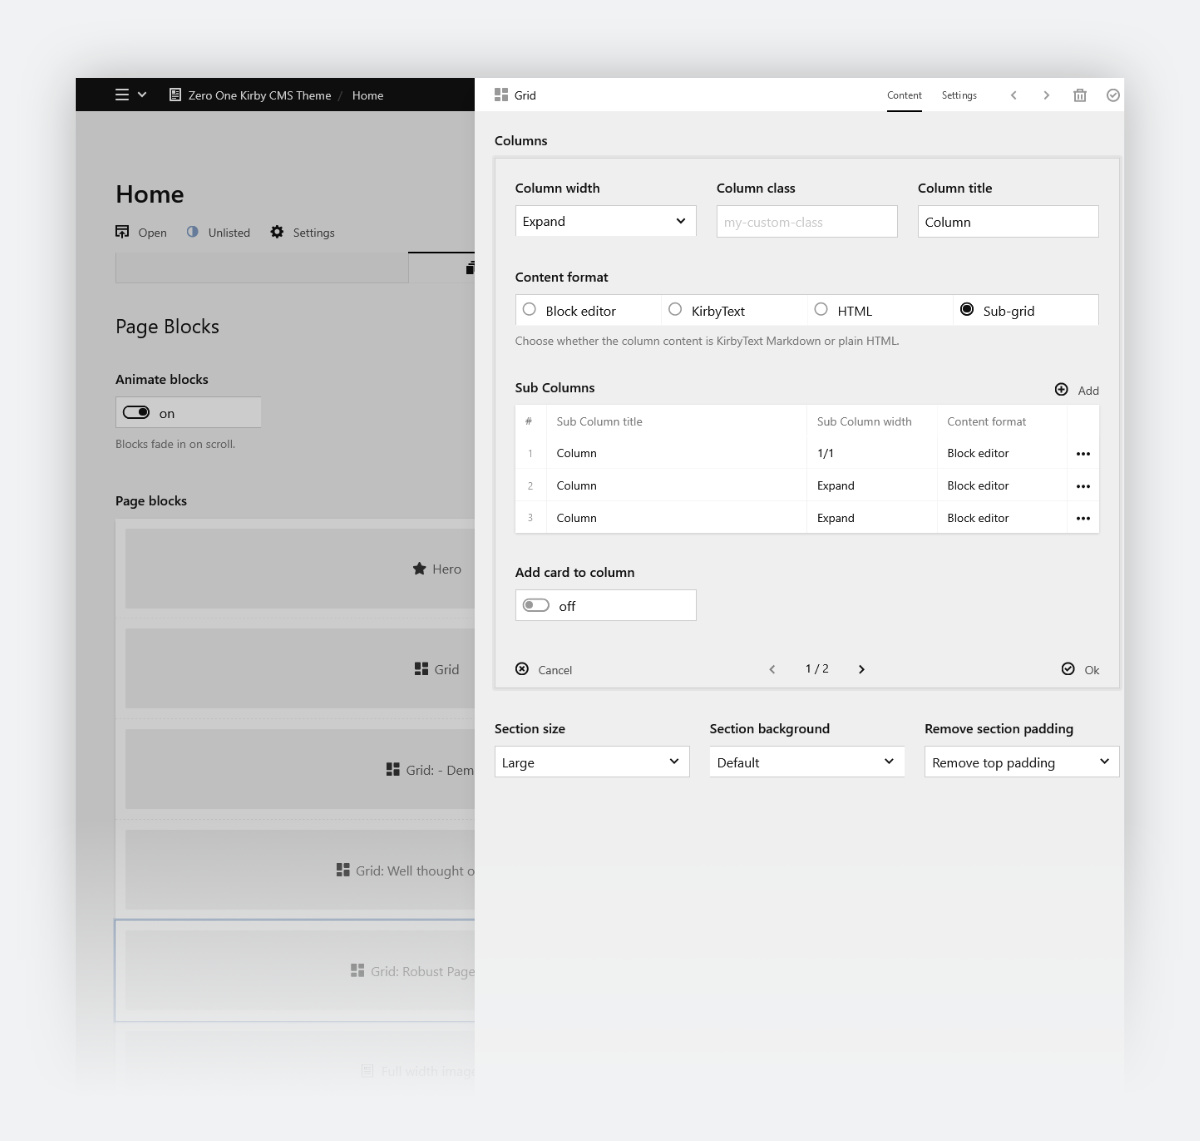 Zero One Kirby CMS Theme / Home
Home
Open Unlisted Settings
Page Blocks
Animate blocks
on
Blocks fade in on scroll.
Page blocks
Hero
Grid
Grid: - Dem
Grid: Well thought o
Grid: Robust Page
Full width image
Grid
Content Settings
Columns
Column width Column class Column title
Expand my-custom-class Column
Content format
Block editor KirbyText HTML Sub-grid
Choose whether the column content is KirbyText Markdown or plain HTML.
Sub Columns Add
# Sub Column title Sub Column width Content format
1 Column 1/1 Block editor
2 Column Expand Block editor
3 Column Expand Block editor
Add card to column
off
Cancel 1 / 2 Ok
Section size Section background Remove section padding
Large Default Remove top padding